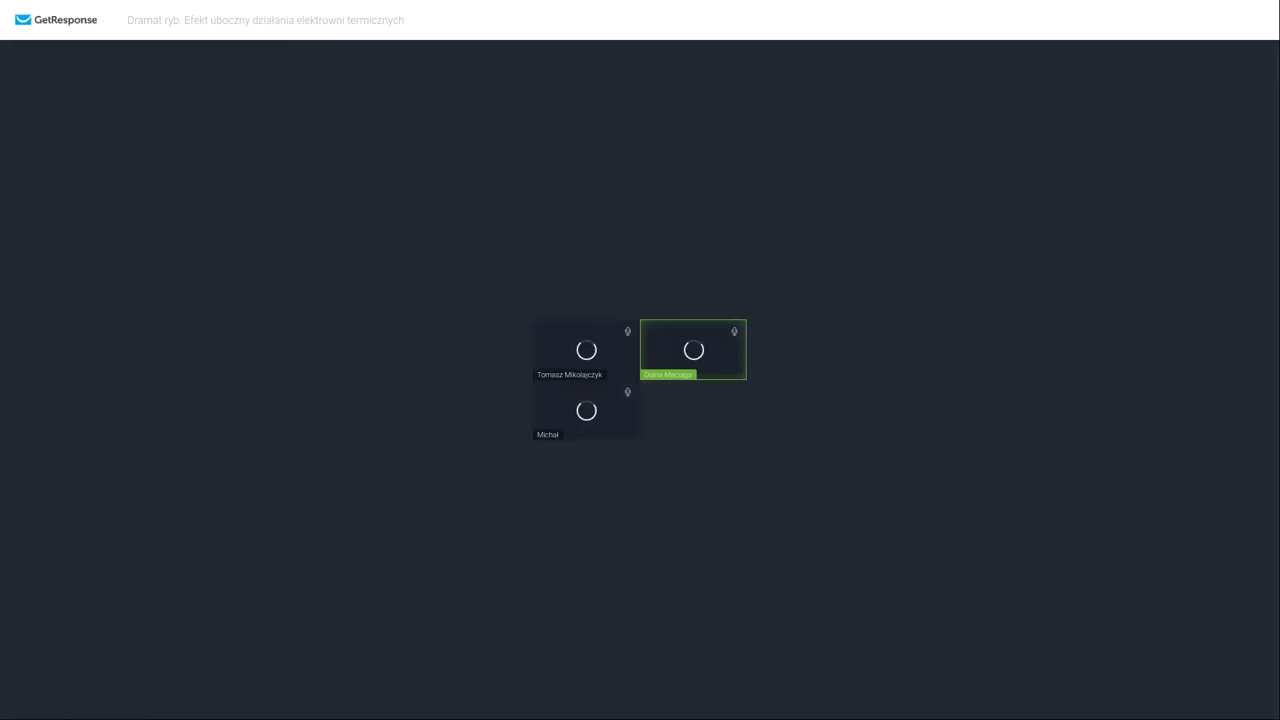 GetResponse
Dramat ryb. Efekt uboczny działania elektrowni termicznych
Tomasz Mikolajczyk
Diana Maciaga
Michał